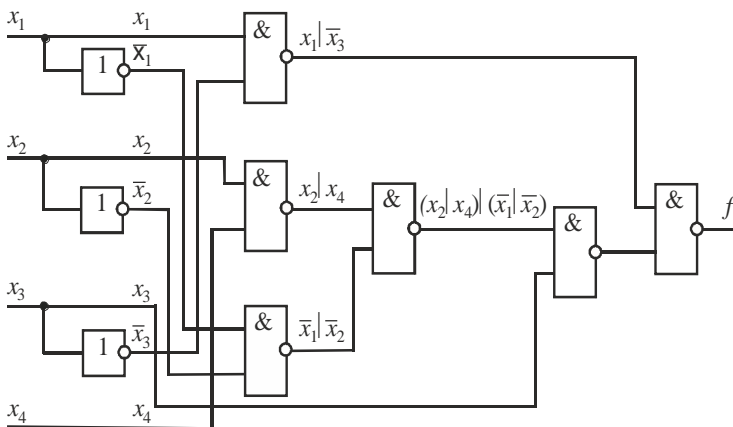 x₁ x₁ &
1 x̅₁ x₁|x̅₃
x₂ x₂ &
1 x̅₂ x₂|x₄ & (x₂|x₄)|(x̅₁|x̅₂) & & f
x₃ x₃
1 x̅₃ & x̅₁|x̅₂
x₄ x₄